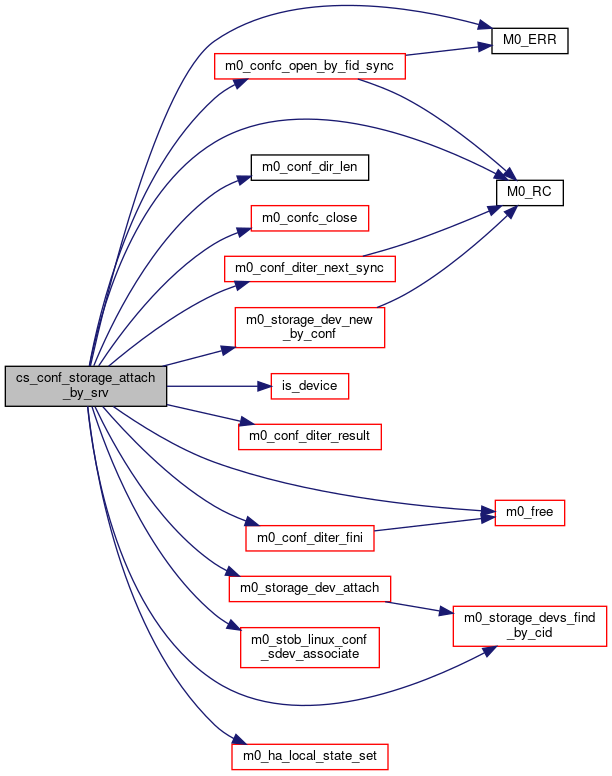 M0_ERR
m0_confc_open_by_fid_sync
m0_conf_dir_len
M0_RC
m0_confc_close
m0_conf_diter_next_sync
m0_storage_dev_new
_by_conf
cs_conf_storage_attach
_by_srv
is_device
m0_conf_diter_result
m0_free
m0_conf_diter_fini
m0_storage_dev_attach
m0_storage_devs_find
_by_cid
m0_stob_linux_conf
_sdev_associate
m0_ha_local_state_set